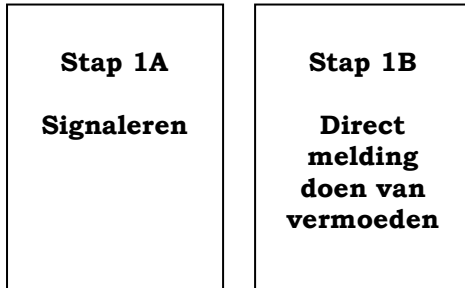 Stap 1A
Signaleren
Stap 1B
Direct
melding
doen van
vermoeden